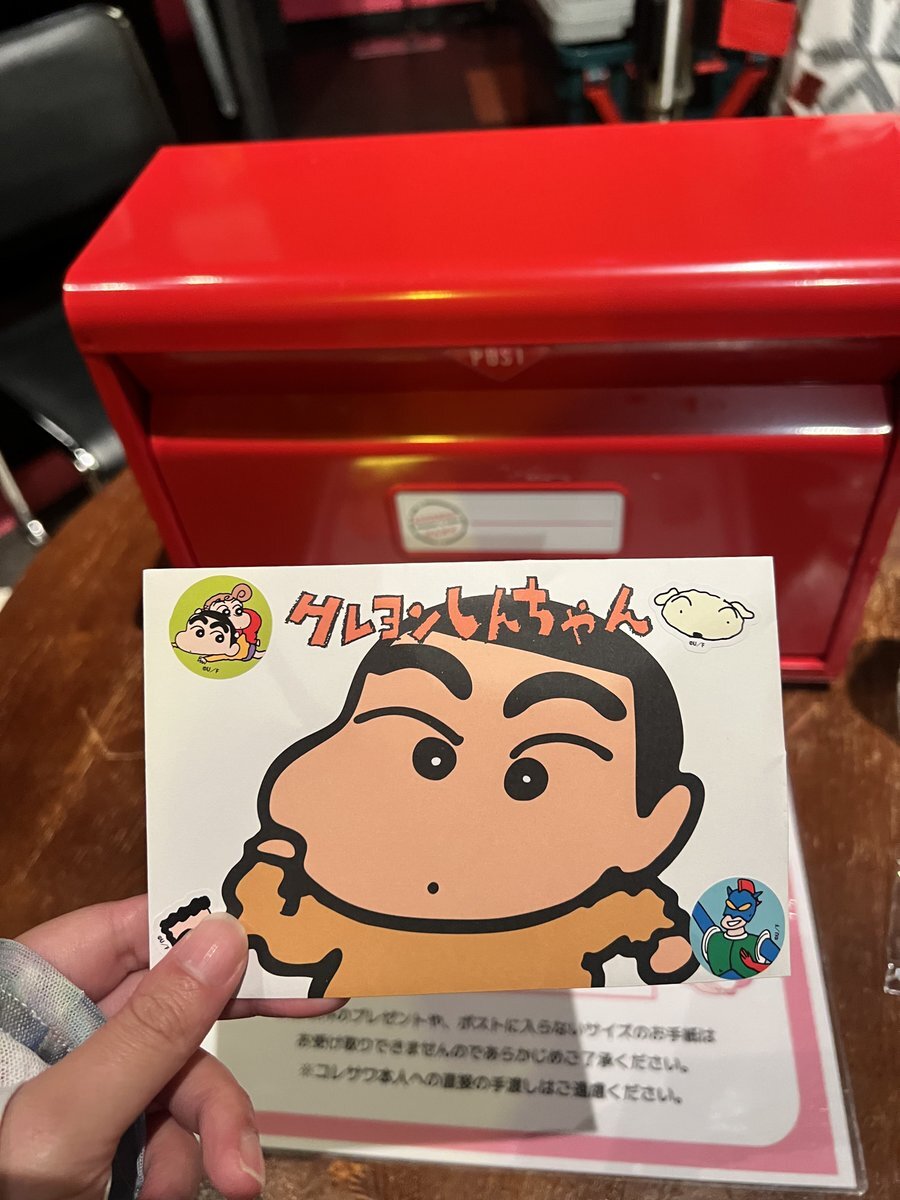 POST
クレヨンしんちゃん
©U/F
©U/F
©U/F
©U/F
のプレゼントや、ポストに入らないサイズのお手紙は
お受け取りできませんのであらかじめご了承ください。
※コレサワ本人への直接の手渡しはご遠慮ください。